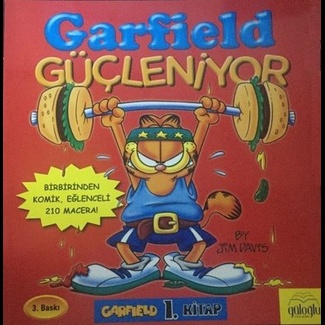 Garfield
GÜÇLENİYOR
BİRBİRİNDEN
KOMİK, EĞLENCELİ
210 MACERA!
BY
JIM DAVIS
3. Baskı
GARFIELD 1. KİTAP
güloğlu